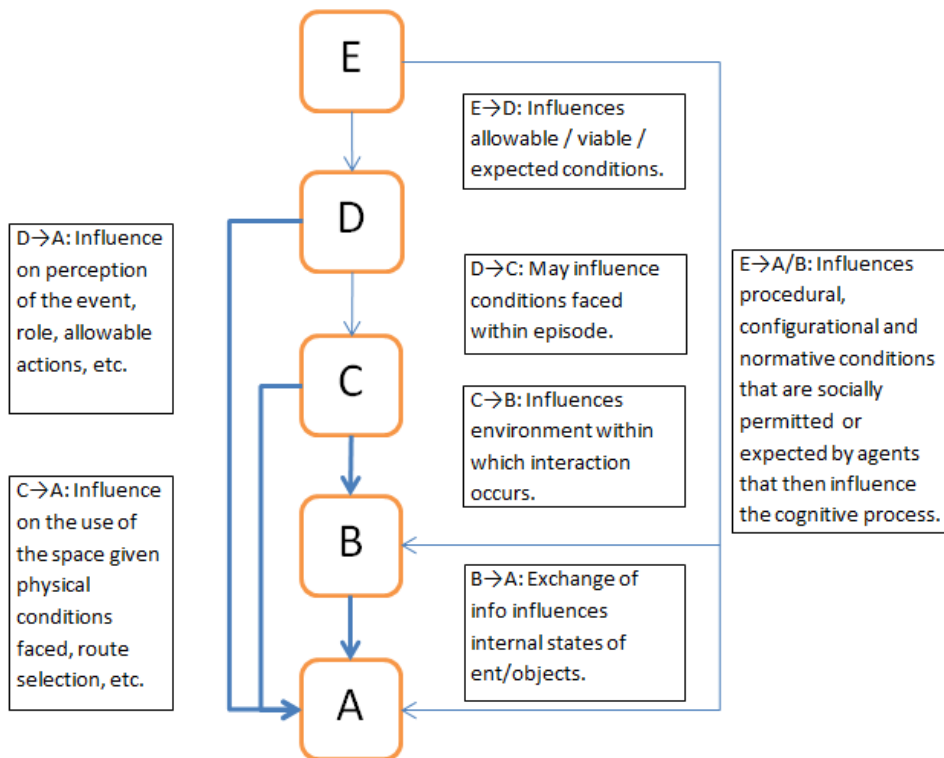 E
E→D: Influences
allowable / viable /
expected conditions.
D
D→A: Influence
on perception
of the event,
role, allowable
actions, etc.
D→C: May influence
conditions faced
within episode.
E→A/B: Influences
procedural,
configurational and
normative conditions
that are socially
permitted or
expected by agents
that then influence
the cognitive process.
C
C→B: Influences
environment within
which interaction
occurs.
C→A: Influence
on the use of
the space given
physical
conditions
faced, route
selection, etc.
B
B→A: Exchange of
info influences
internal states of
ent/objects.
A